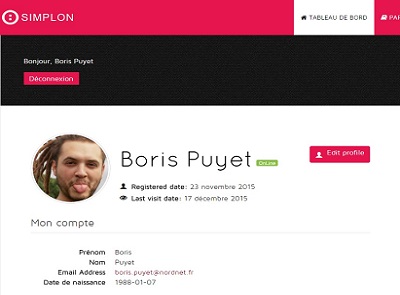 SIMPLON
TABLEAU DE BORD
PAR
Bonjour, Boris Puyet
Déconnexion
Boris Puyet OnLine
Edit profile
Registered date: 23 novembre 2015
Last visit date: 17 décembre 2015
Mon compte
Prénom Boris
Nom Puyet
Email Address boris.puyet@nordnet.fr
Date de naissance 1988-01-07